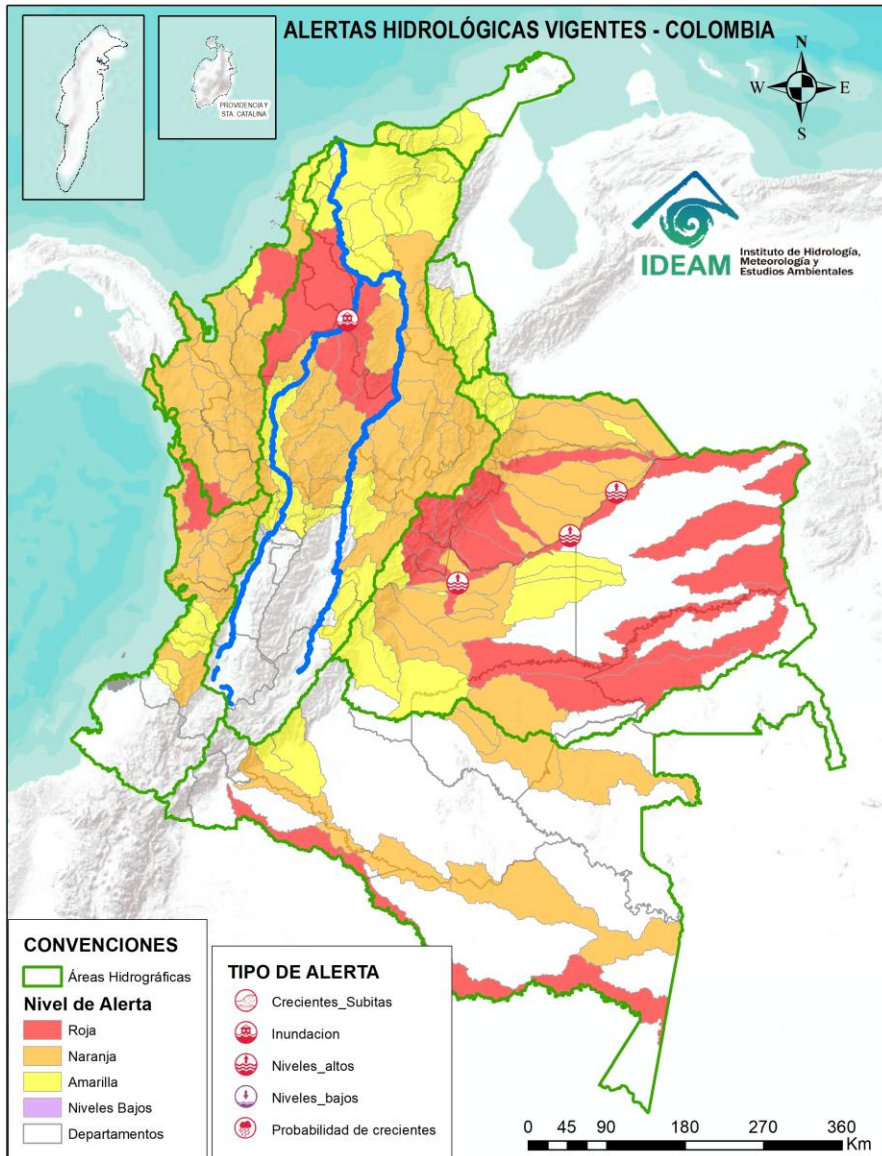 ALERTAS HIDROLÓGICAS VIGENTES - COLOMBIA
PROVIDENCIA Y
STA. CATALINA
N
W
E
S
IDEAM
Instituto de Hidrología,
Meteorología y
Estudios Ambientales
CONVENCIONES
Áreas Hidrográficas
Nivel de Alerta
Roja
Naranja
Amarilla
Niveles Bajos
Departamentos
TIPO DE ALERTA
Crecientes_Subitas
Inundacion
Niveles_altos
Niveles_bajos
Probabilidad de crecientes
0 45 90 180 270 360
Km